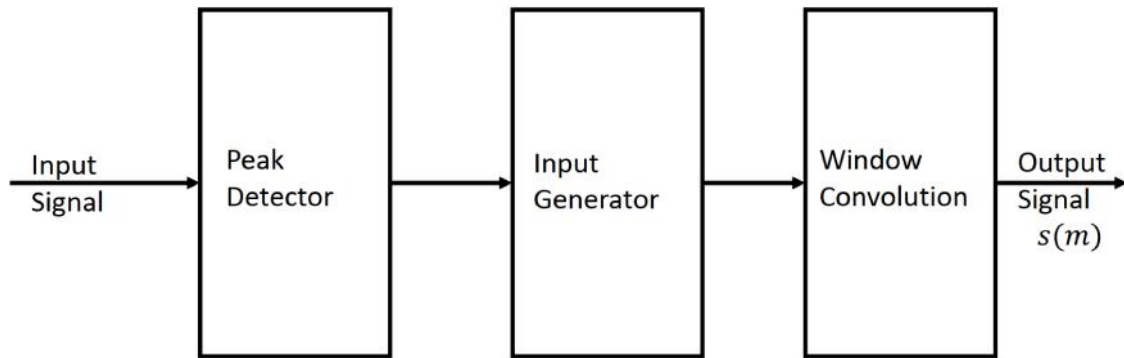 Input
Signal
Peak
Detector
Input
Generator
Window
Convolution
Output
Signal
s(m)